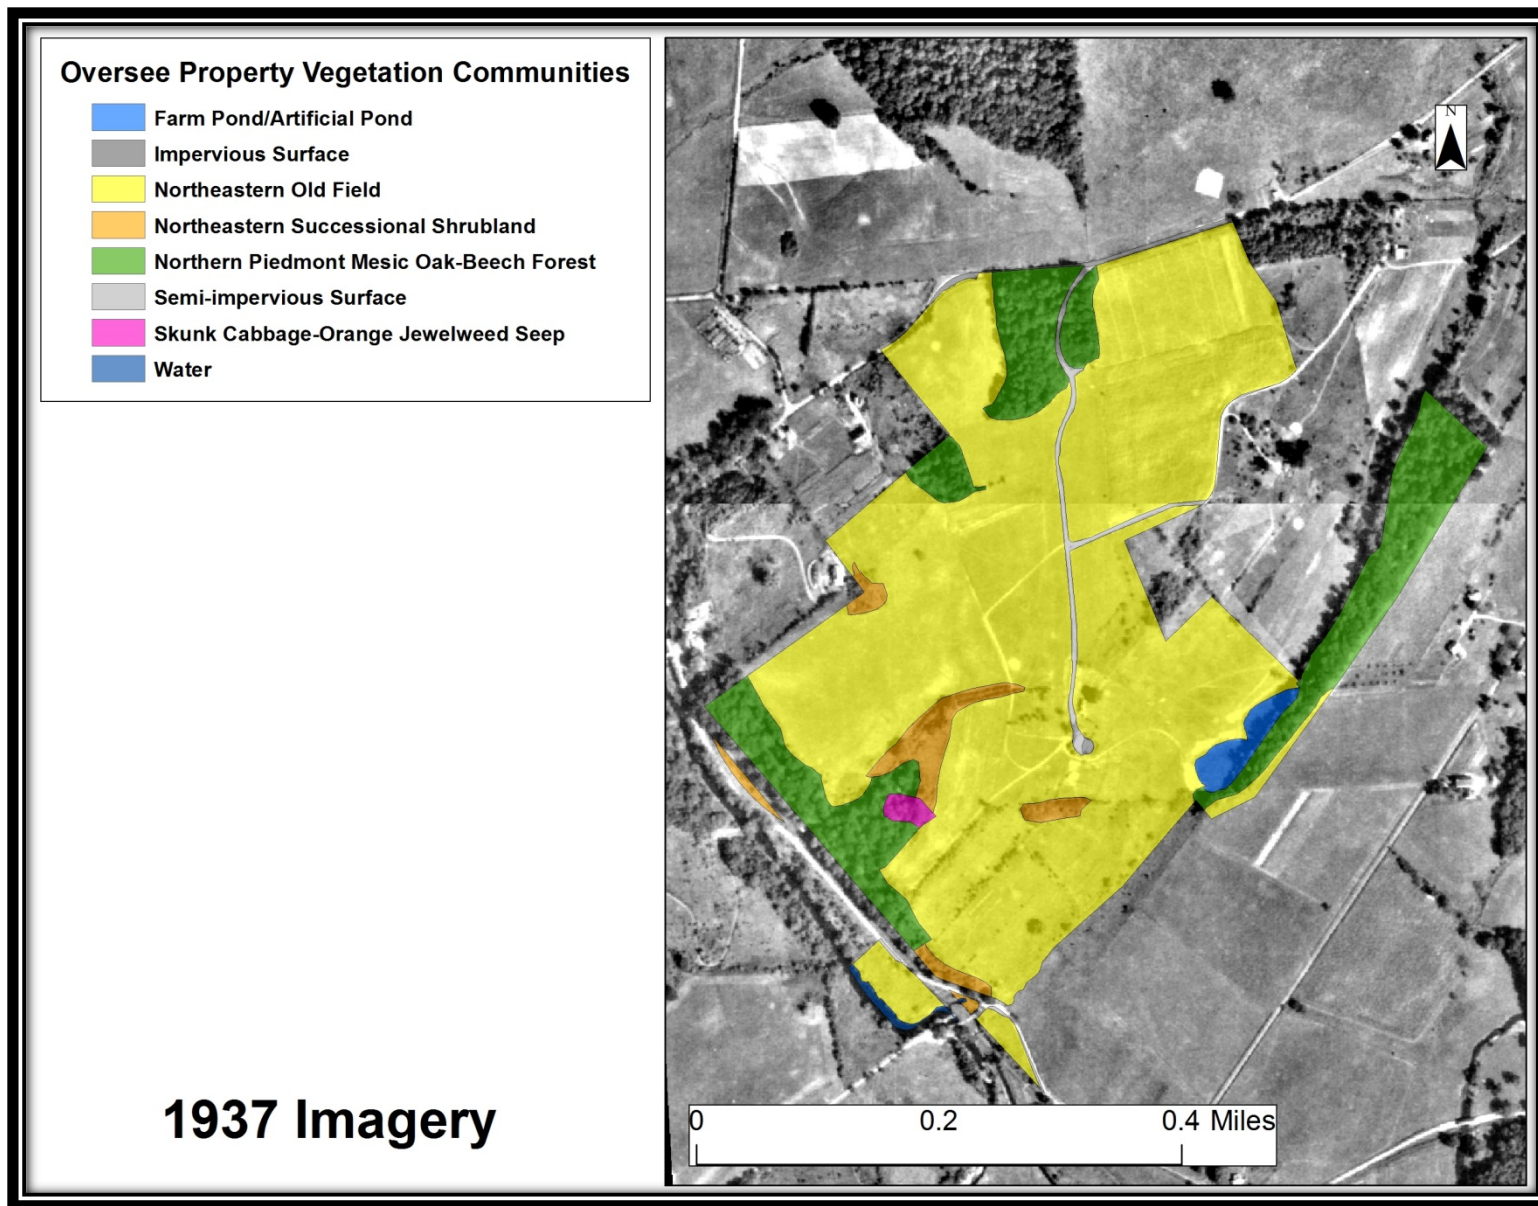 Oversee Property Vegetation Communities
Farm Pond/Artificial Pond
Impervious Surface
Northeastern Old Field
Northeastern Successional Shrubland
Northern Piedmont Mesic Oak-Beech Forest
Semi-impervious Surface
Skunk Cabbage-Orange Jewelweed Seep
Water
N
1937 Imagery
0 0.2 0.4 Miles